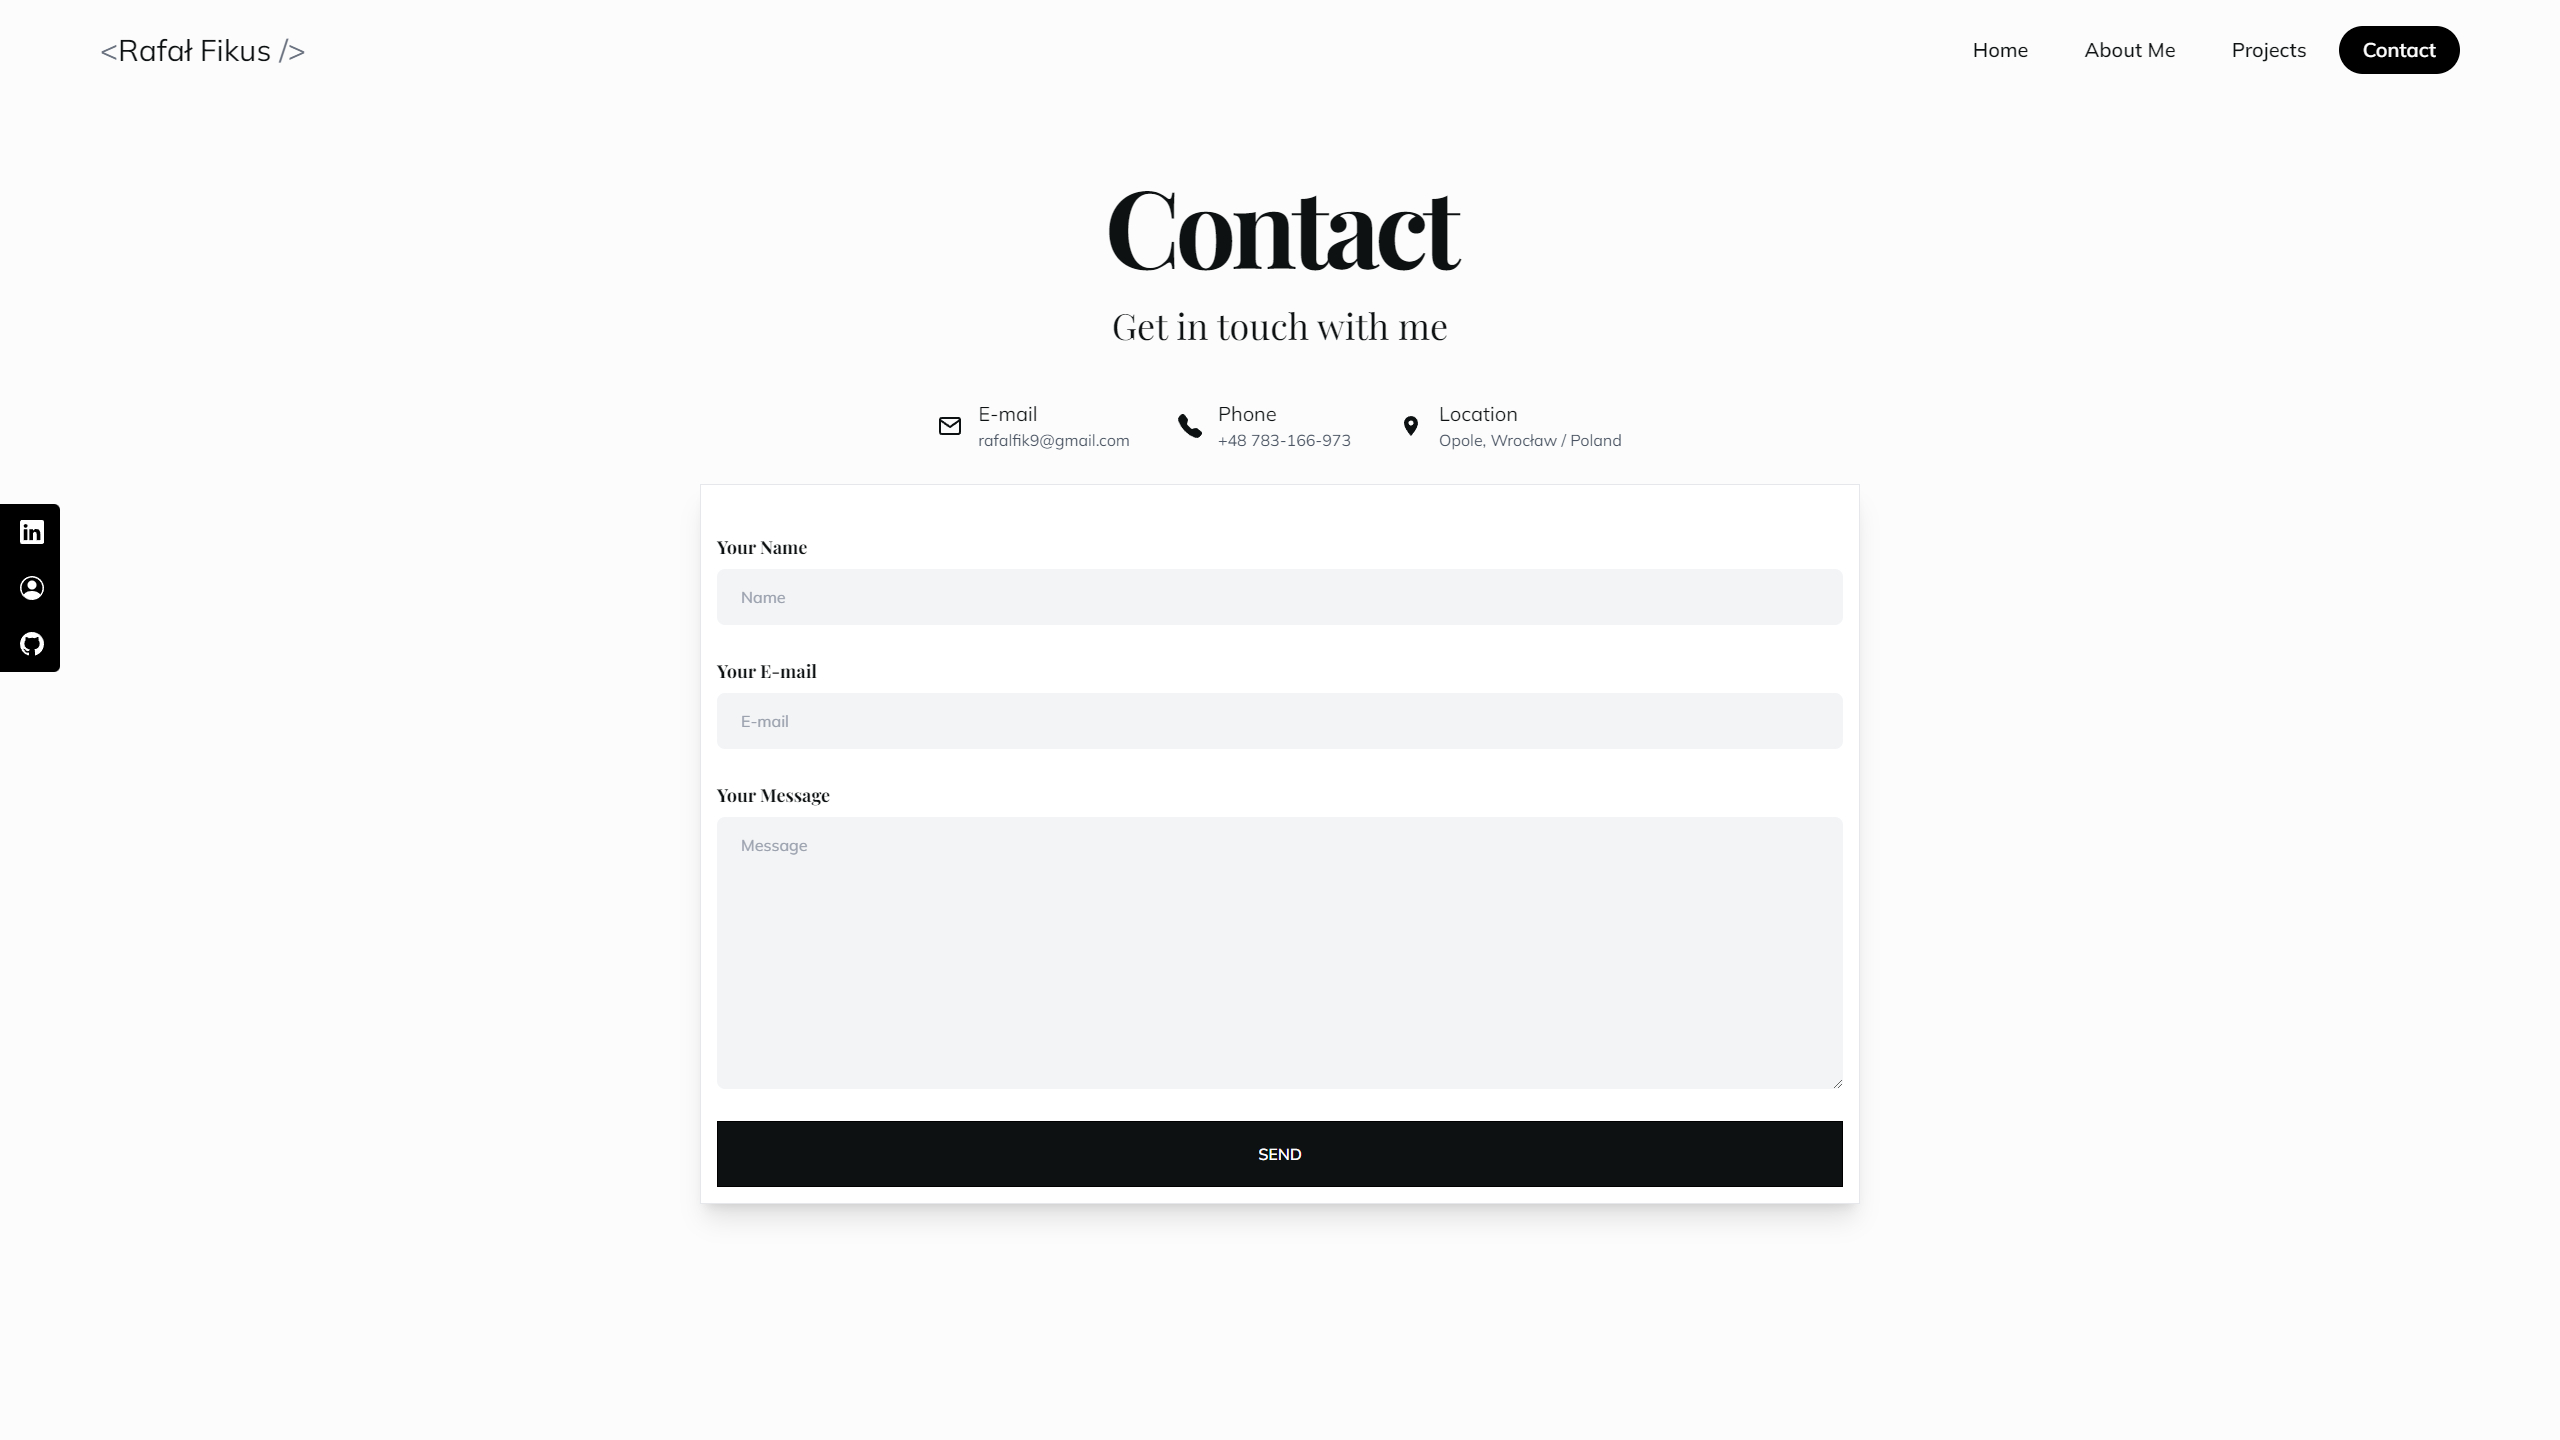 <Rafał Fikus />
Home About Me Projects Contact
Contact
Get in touch with me
E-mail
rafalfik9@gmail.com
Phone
+48 783-166-973
Location
Opole, Wrocław / Poland
in
Your Name
Name
Your E-mail
E-mail
Your Message
Message
SEND